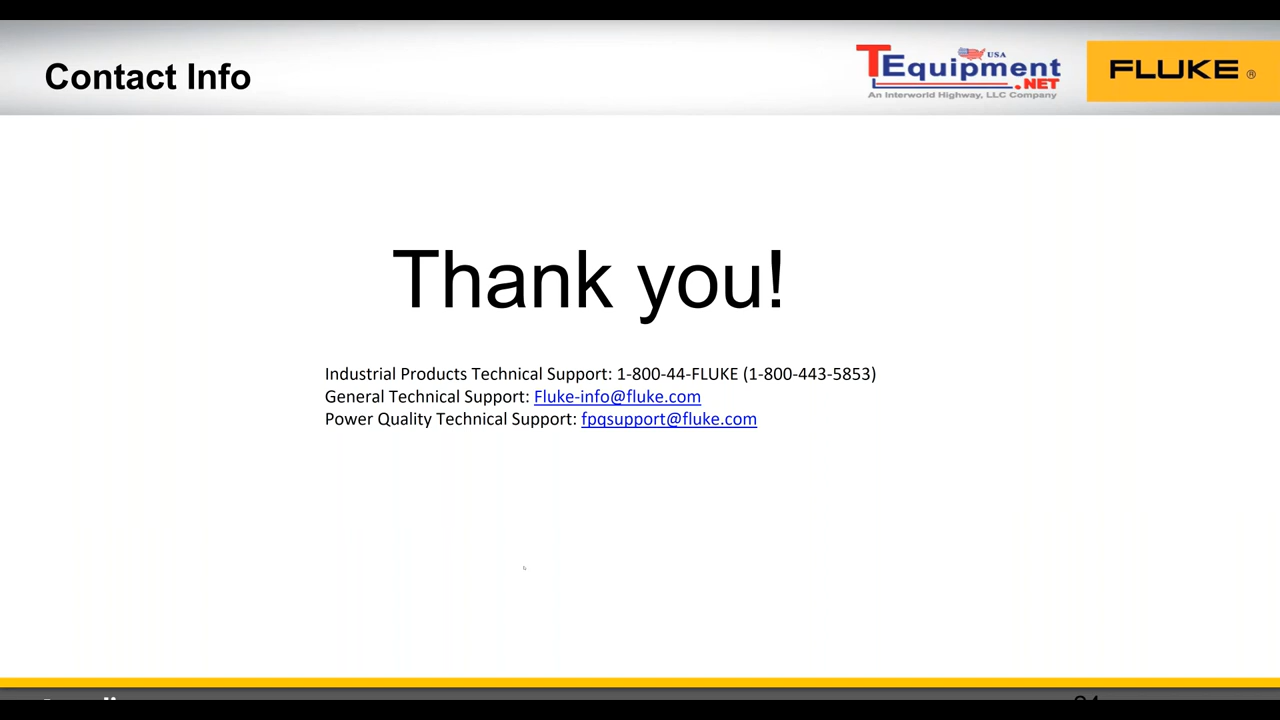 Contact Info
TEquipment USA
.NET
An Interworld Highway, LLC Company
FLUKE ®
Thank you!
Industrial Products Technical Support: 1-800-44-FLUKE (1-800-443-5853)
General Technical Support: Fluke-info@fluke.com
Power Quality Technical Support: fpqsupport@fluke.com